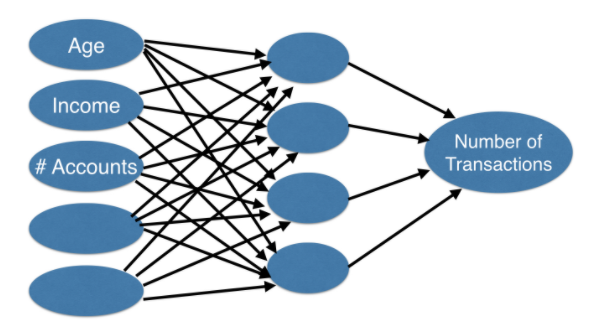 Age
Income
# Accounts
Number of
Transactions